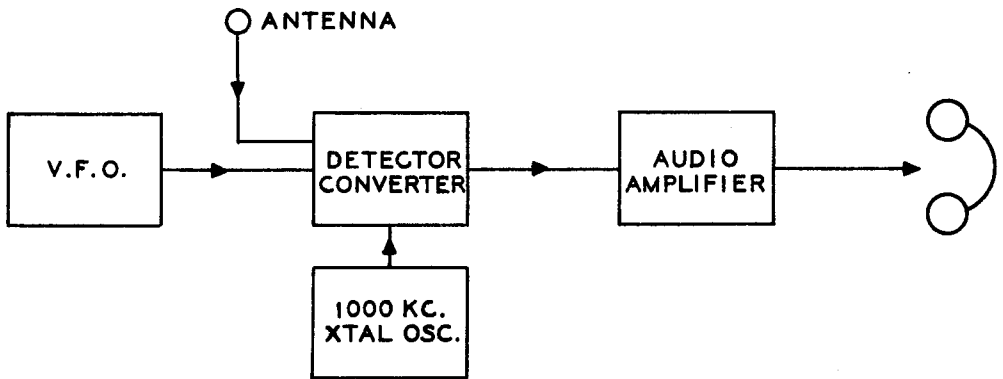 ANTENNA
V.F.O.
DETECTOR
CONVERTER
AUDIO
AMPLIFIER
1000 KC.
XTAL OSC.